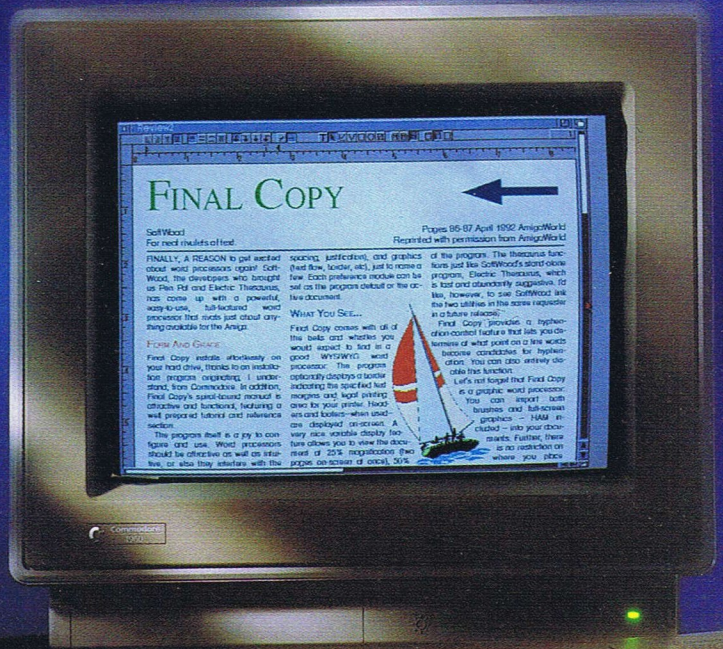 Review2
FINAL COPY
SoftWood
For neat rivulets of text.
Pages 86-87 April 1992 AmigaWorld
Reprinted with permission from AmigaWorld
FINALLY, A REASON to get excited
about word processors again! Soft-
Wood, the developers who brought
us Pen Pal and Electric Thesaurus,
has come up with a powerful,
easy-to-use, full-featured word
processor that rivals just about any-
thing available for the Amiga.
FORM AND GRACE
Final Copy installs effortlessly on
your hard drive, thanks to an installa-
tion program originating, I under-
stand, from Commodore. In addition,
Final Copy's spiral-bound manual is
attractive and functional, featuring a
well prepared tutorial and reference
section.
The program itself is a joy to con-
figure and use. Word processors
should be attractive as well as intui-
tive, or else they interfere with the
spacing, justification), and graphics
(text flow, border, etc), just to name a
few. Each preference module can be
set as the program default or the ac-
tive document.
WHAT YOU SEE...
Final Copy comes with all of
the bells and whistles you
would expect to find in a
good WYSIWYG word
processor. The program
optionally displays a border
indicating the specified text
margins and legal printing
area for your printer. Head-
ers and footers—when used—
are displayed on-screen. A
very nice variable display fea-
ture allows you to view the docu-
ment at 25% magnification (two
pages on-screen at once), 50%
of the program. The thesaurus func-
tions just like SoftWood's stand-alone
program, Electric Thesaurus, which
is fast and abundantly suggestive. I'd
like, however, to see SoftWood link
the two utilities in the same requester
in a future release.
Final Copy provides a hyphen-
ation-control feature that lets you de-
termine at what point on a line words
become candidates for hyphen-
ation. You can also entirely dis-
able this function.
Let's not forget that Final Copy
is a graphic word processor.
You can import both
brushes and full-screen
graphics – HAM in-
cluded – into your docu-
ments. Further, there
is no restriction on
where you place
Commodore